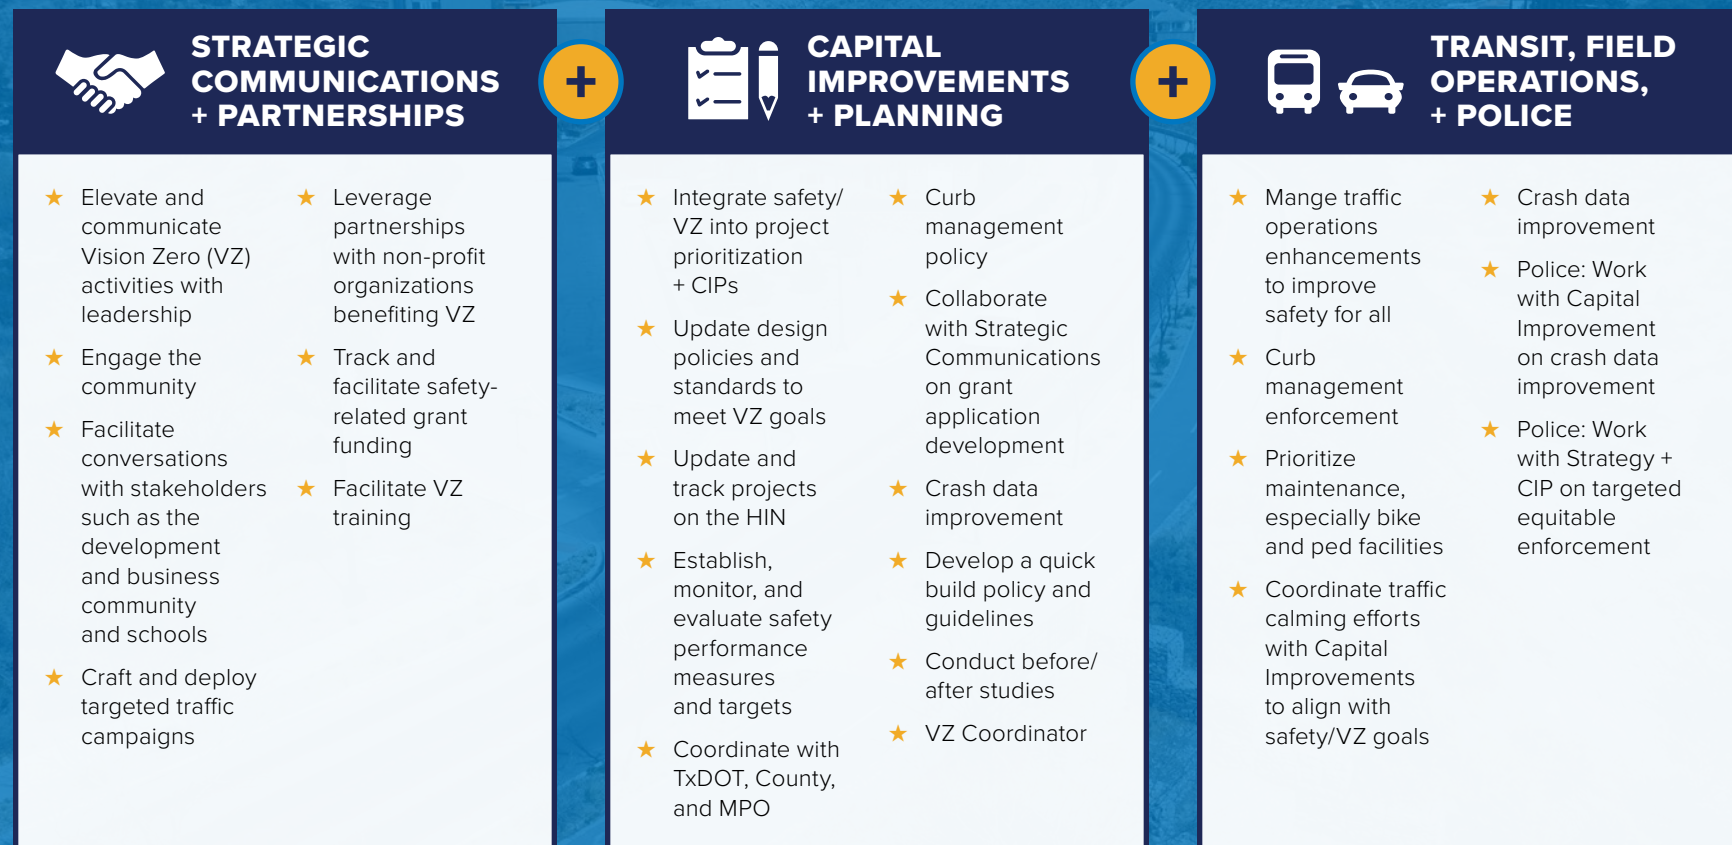 STRATEGIC
COMMUNICATIONS
+ PARTNERSHIPS
Elevate and
communicate
Vision Zero (VZ)
activities with
leadership
Engage the
community
Facilitate
conversations
with stakeholders
such as the
development
and business
community
and schools
Craft and deploy
targeted traffic
campaigns
Leverage
partnerships
with non-profit
organizations
benefiting VZ
Track and
facilitate safety-
related grant
funding
Facilitate VZ
training
+
CAPITAL
IMPROVEMENTS
+ PLANNING
Integrate safety/
VZ into project
prioritization
+ CIPs
Update design
policies and
standards to
meet VZ goals
Update and
track projects
on the HIN
Establish,
monitor, and
evaluate safety
performance
measures
and targets
Coordinate with
TxDOT, County,
and MPO
Curb
management
policy
Collaborate
with Strategic
Communications
on grant
application
development
Crash data
improvement
Develop a quick
build policy and
guidelines
Conduct before/
after studies
VZ Coordinator
+
TRANSIT, FIELD
OPERATIONS,
+ POLICE
Mange traffic
operations
enhancements
to improve
safety for all
Curb
management
enforcement
Prioritize
maintenance,
especially bike
and ped facilities
Coordinate traffic
calming efforts
with Capital
Improvements
to align with
safety/VZ goals
Crash data
improvement
Police: Work
with Capital
Improvement
on crash data
improvement
Police: Work
with Strategy +
CIP on targeted
equitable
enforcement